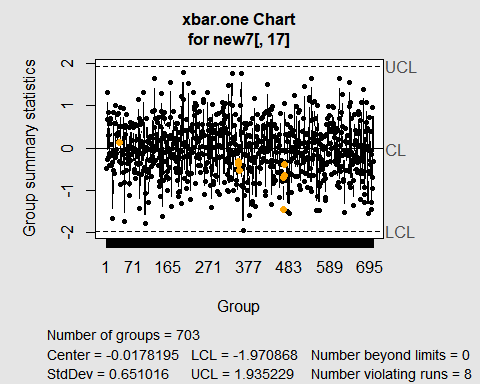 xbar.one Chart
for new7[, 17]
Group summary statistics
2
1
0
-1
-2
UCL
CL
LCL
1 71 165 271 377 483 589 695
Group
Number of groups = 703
Center = -0.0178195 LCL = -1.970868 Number beyond limits = 0
StdDev = 0.651016 UCL = 1.935229 Number violating runs = 8